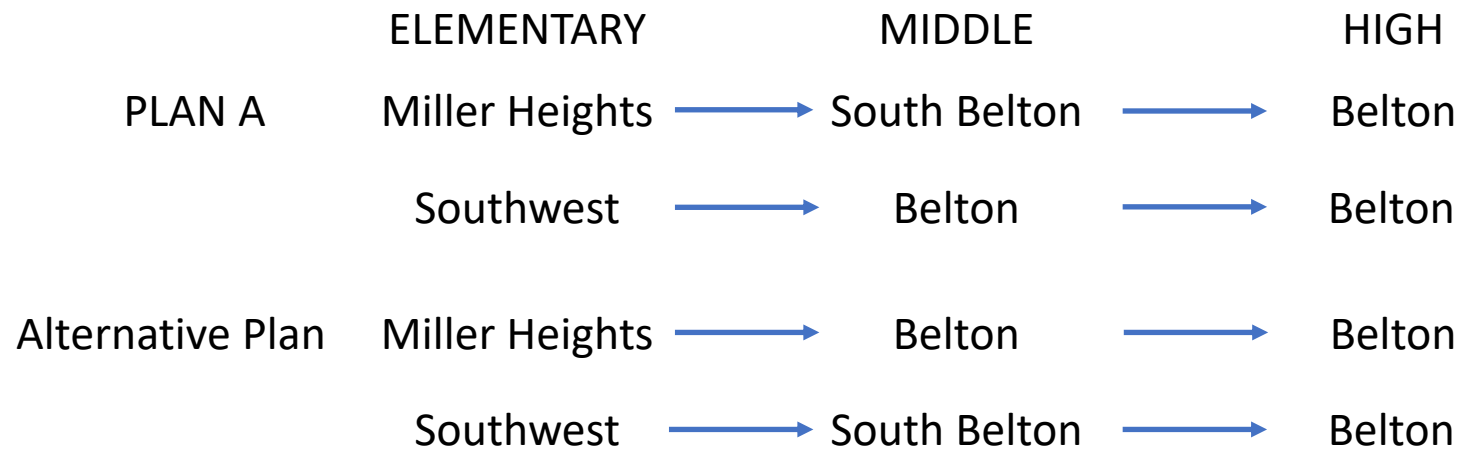 ELEMENTARY MIDDLE HIGH
PLAN A Miller Heights South Belton Belton
Southwest Belton Belton
Alternative Plan Miller Heights Belton Belton
Southwest South Belton Belton